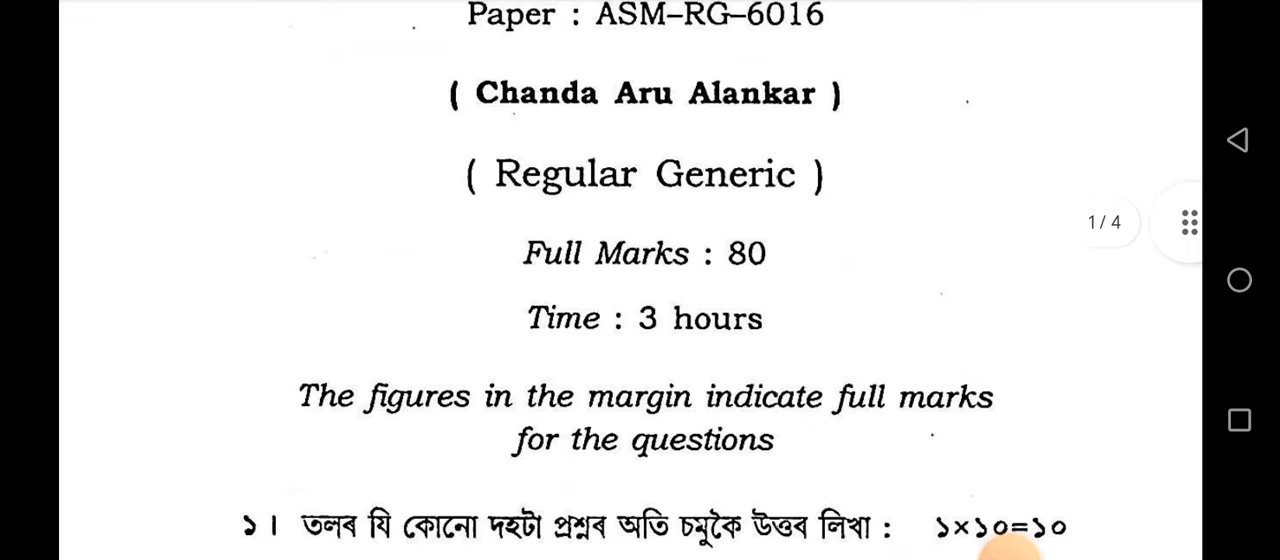 Paper : ASM–RG–6016
( Chanda Aru Alankar )
( Regular Generic )
1 / 4
Full Marks : 80
Time : 3 hours
The figures in the margin indicate full marks
for the questions
১। তলৰ যি কোনো দহটা প্ৰশ্নৰ অতি চমুকৈ উত্তৰ লিখা : ১×১০=১০